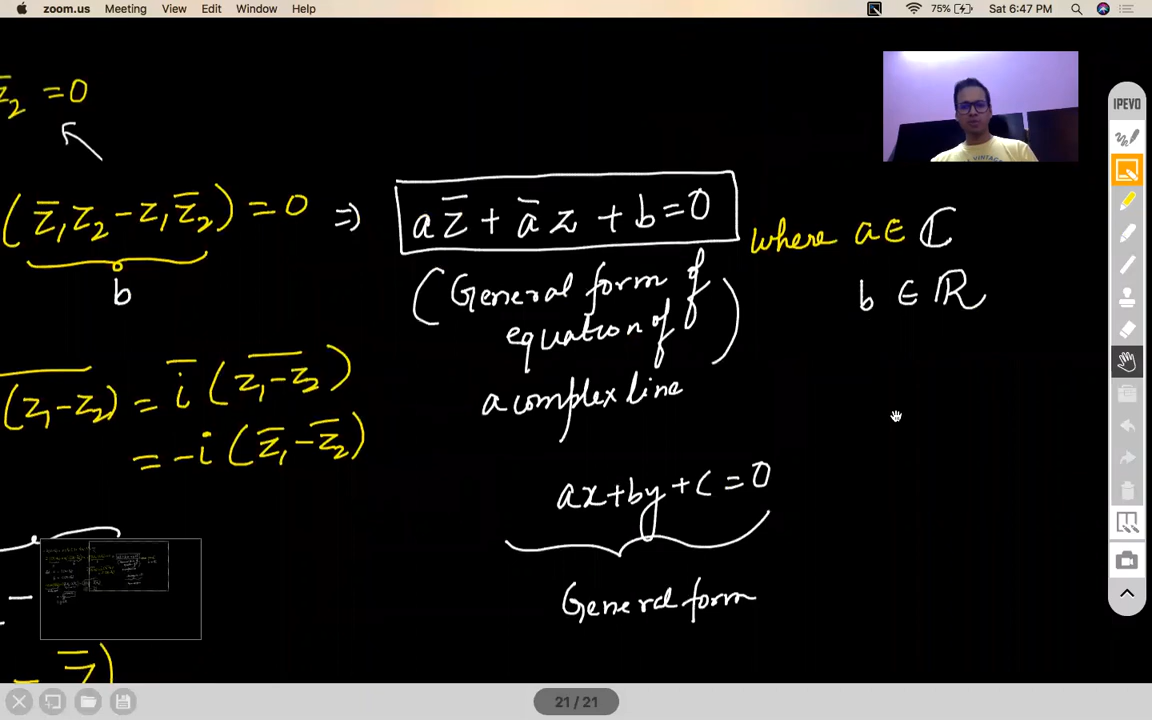 zoom.us Meeting View Edit Window Help 75% Sat 6:47 PM
z̄₂ = 0
IPEVO
(z̄₁z₂ - z₁z̄₂) = 0 ⇒ az̄ + āz + b = 0 where a ∈ ℂ
b
b ∈ ℝ
(General form of
equation of)
a complex line
(z₁ - z₂) = ī (z₁ - z₂)
= -i (z̄₁ - z̄₂)
ax + by + c = 0
General form
21 / 21